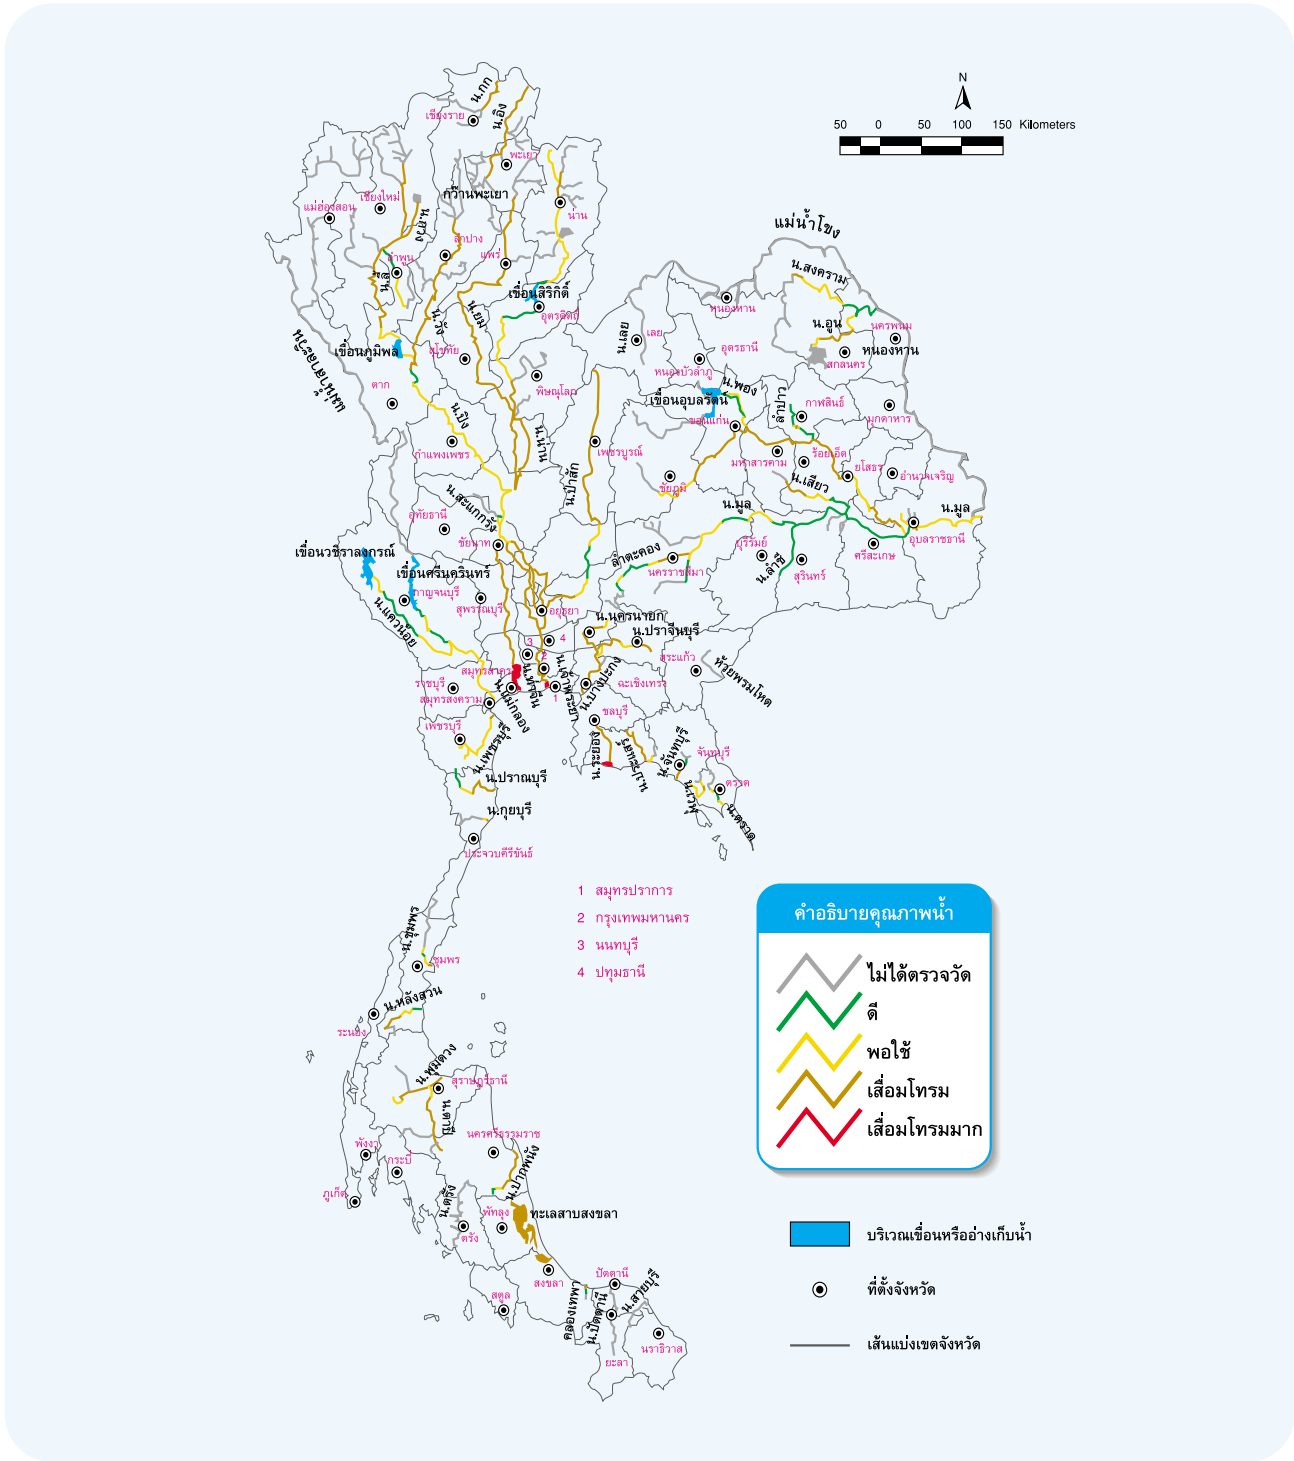 น.กก
น.อิง
เชียงราย
พะเยา
กว๊านพะเยา
เชียงใหม่
แม่ฮ่องสอน
น.กวง
น่าน
ลำปาง
แพร่
ลำพูน
น.ลี้
เขื่อนสิริกิติ์
อุตรดิตถ์
น.ยม
น.วัง
สุโขทัย
เขื่อนภูมิพล
แม่น้ำสาละวิน
ตาก
พิษณุโลก
น.ปิง
กำแพงเพชร
น.น่าน
น.ป่าสัก
เพชรบูรณ์
N
50 0 50 100 150 Kilometers
แม่น้ำโขง
น.สงคราม
หนองหาน
น.อูน
นครพนม
หนองหาน
สกลนคร
น.เลย
เลย
อุดรธานี
หนองบัวลำภู
น.พอง
เขื่อนอุบลรัตน์
ขอนแก่น
ลำปาว
กาฬสินธุ์
มุกดาหาร
มหาสารคาม
ร้อยเอ็ด
ยโสธร
อำนาจเจริญ
น.เสียว
ชัยภูมิ
น.มูล
น.มูล
อุบลราชธานี
ศรีสะเกษ
บุรีรัมย์
น.ลำชี
สุรินทร์
ลำตะคอง
นครราชสีมา
น.สะแกกรัง
อุทัยธานี
ชัยนาท
เขื่อนวชิราลงกรณ์
เขื่อนศรีนครินทร์
กาญจนบุรี
สุพรรณบุรี
น.แควน้อย
อยุธยา
น.นครนายก
น.ปราจีนบุรี
3
4
2
1
สระแก้ว
ห้วยพรมโหด
สมุทรสาคร
ราชบุรี
สมุทรสงคราม
น.แม่กลอง
น.ท่าจีน
น.เจ้าพระยา
น.บางปะกง
ฉะเชิงเทรา
ชลบุรี
เพชรบุรี
น.เพชรบุรี
น.ระยอง
น.ประแสร์
น.จันทบุรี
จันทบุรี
น.เวฬุ
ตราด
น.ตราด
น.ปราณบุรี
น.กุยบุรี
ประจวบคีรีขันธ์
1 สมุทรปราการ
2 กรุงเทพมหานคร
3 นนทบุรี
4 ปทุมธานี
คำอธิบายคุณภาพน้ำ
ไม่ได้ตรวจวัด
ดี
พอใช้
เสื่อมโทรม
เสื่อมโทรมมาก
บริเวณเขื่อนหรืออ่างเก็บน้ำ
ที่ตั้งจังหวัด
เส้นแบ่งเขตจังหวัด
น.ชุมพร
ชุมพร
น.หลังสวน
ระนอง
น.พุมดวง
สุราษฎร์ธานี
น.ตาปี
นครศรีธรรมราช
พังงา
กระบี่
ภูเก็ต
น.ปากพนัง
น.ตรัง
พัทลุง
ทะเลสาบสงขลา
ตรัง
สงขลา
สตูล
ปัตตานี
คลองเทพา
น.ปัตตานี
น.สายบุรี
ยะลา
นราธิวาส